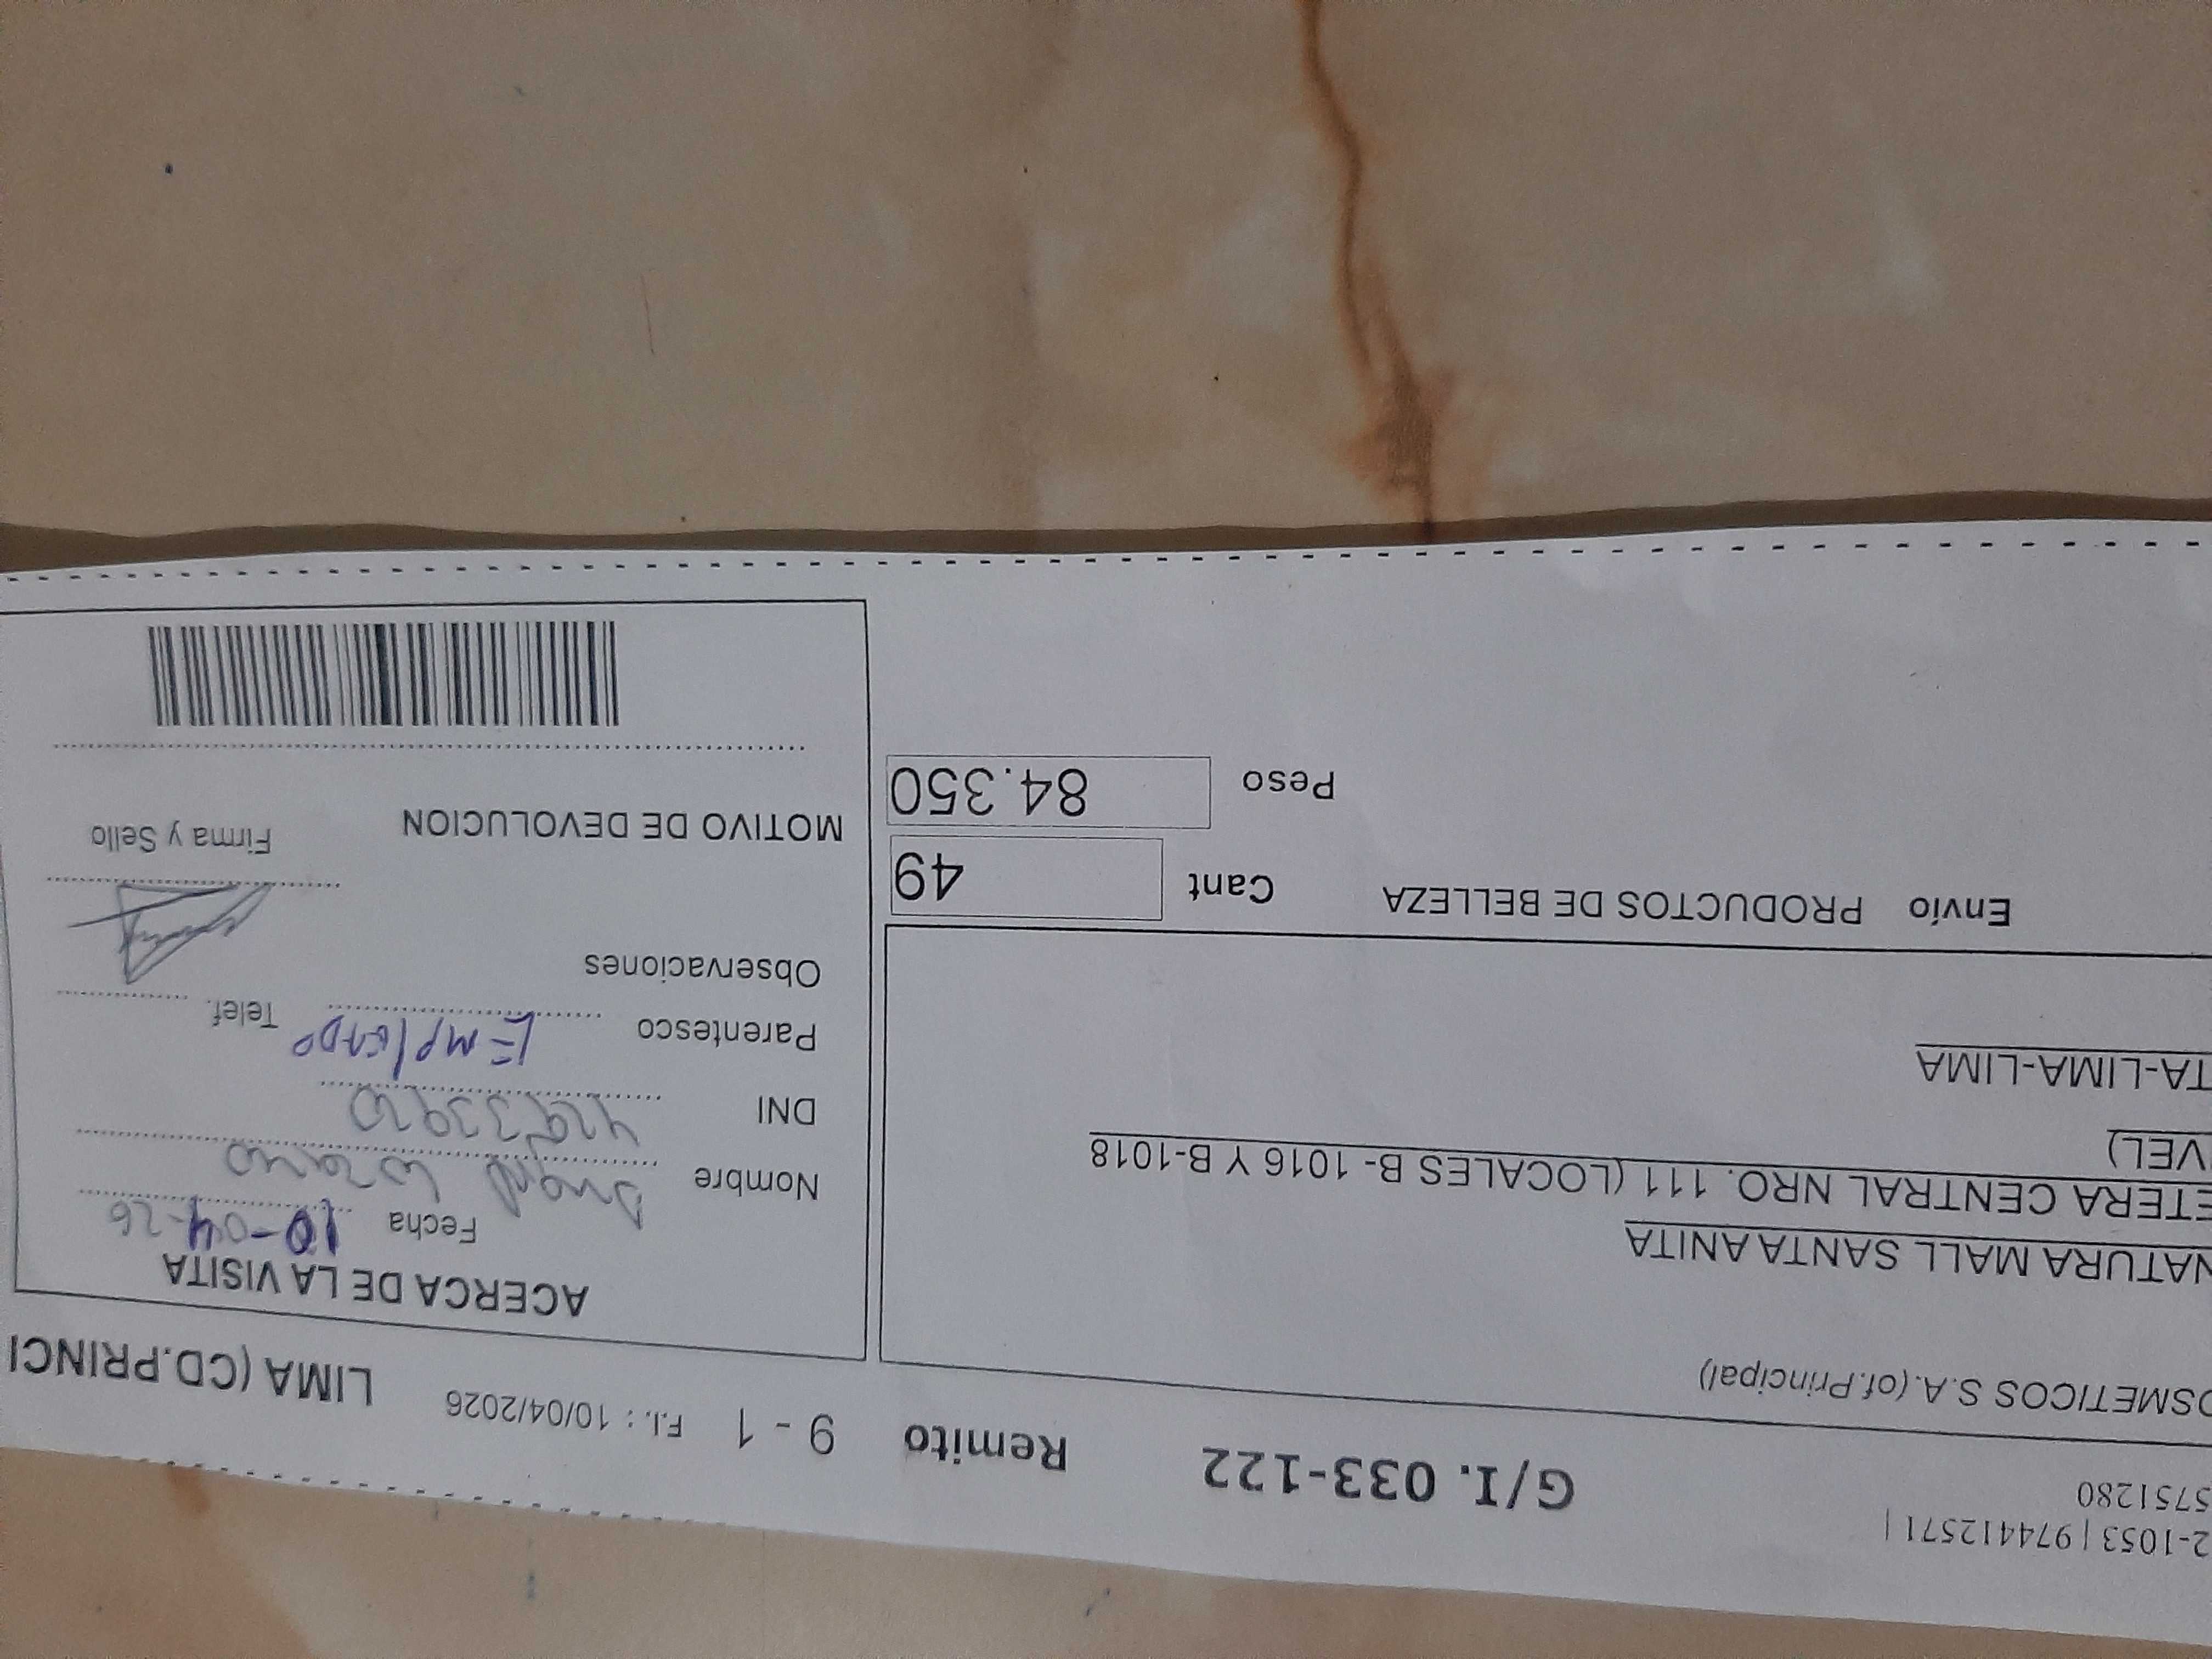 2-1053 | 974412571 |
5751280
G/I. 033-122 Remito 9 - 1 F.I. : 10/04/2026 LIMA (CD.PRINCI
OSMETICOS S.A. (of.Principal)
NATURA MALL SANTA ANITA
ETERA CENTRAL NRO. 111 (LOCALES B- 1016 Y B-1018
VEL)
TA-LIMA-LIMA
Envío PRODUCTOS DE BELLEZA Cant 49
Peso 84.350
ACERCA DE LA VISITA
Fecha 10-04-26
Nombre
DNI
Parentesco EMPlEADO Telef.
Observaciones
Firma y Sello
MOTIVO DE DEVOLUCION